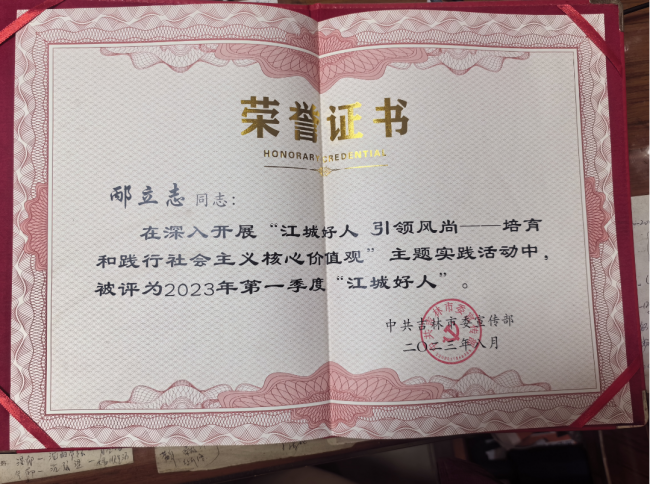 荣誉证书
HONORARY CREDENTIAL
邴立志 同志：
在深入开展“江城好人 引领风尚——培育
和践行社会主义核心价值观”主题实践活动中，
被评为2023年第一季度“江城好人”。
中共吉林市委宣传部
二〇二三年八月